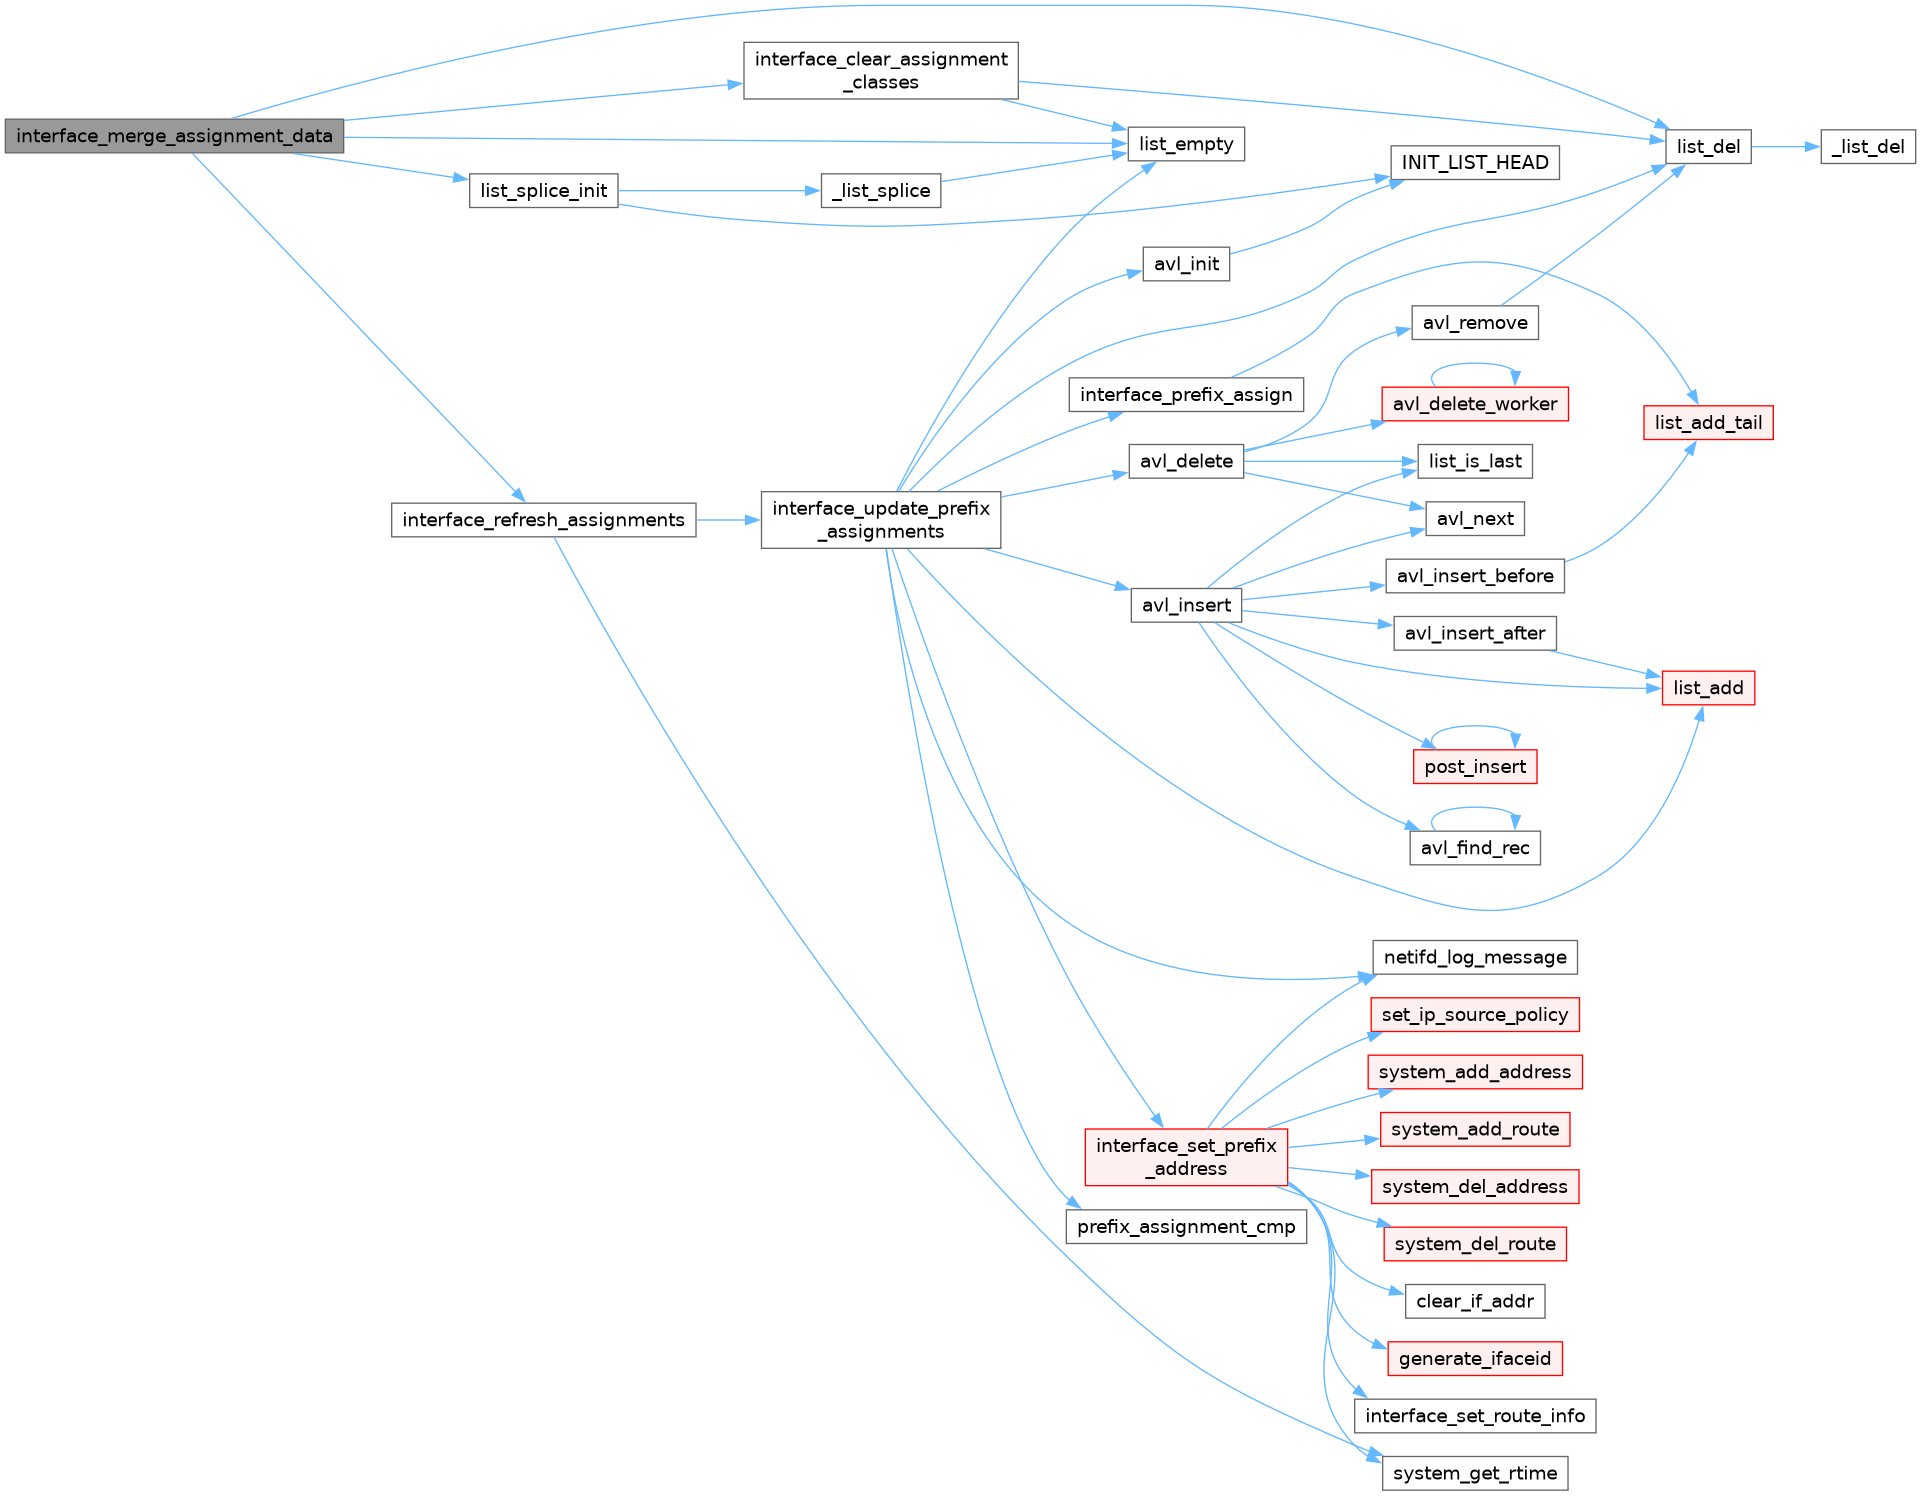 interface_merge_assignment_data
interface_clear_assignment
_classes
list_empty
list_del
_list_del
list_splice_init
_list_splice
INIT_LIST_HEAD
interface_refresh_assignments
interface_update_prefix
_assignments
avl_init
interface_prefix_assign
avl_delete
avl_remove
avl_delete_worker
list_is_last
avl_next
list_add_tail
avl_insert
avl_insert_before
avl_insert_after
list_add
post_insert
avl_find_rec
netifd_log_message
interface_set_prefix
_address
set_ip_source_policy
system_add_address
system_add_route
system_del_address
system_del_route
clear_if_addr
generate_ifaceid
interface_set_route_info
system_get_rtime
prefix_assignment_cmp